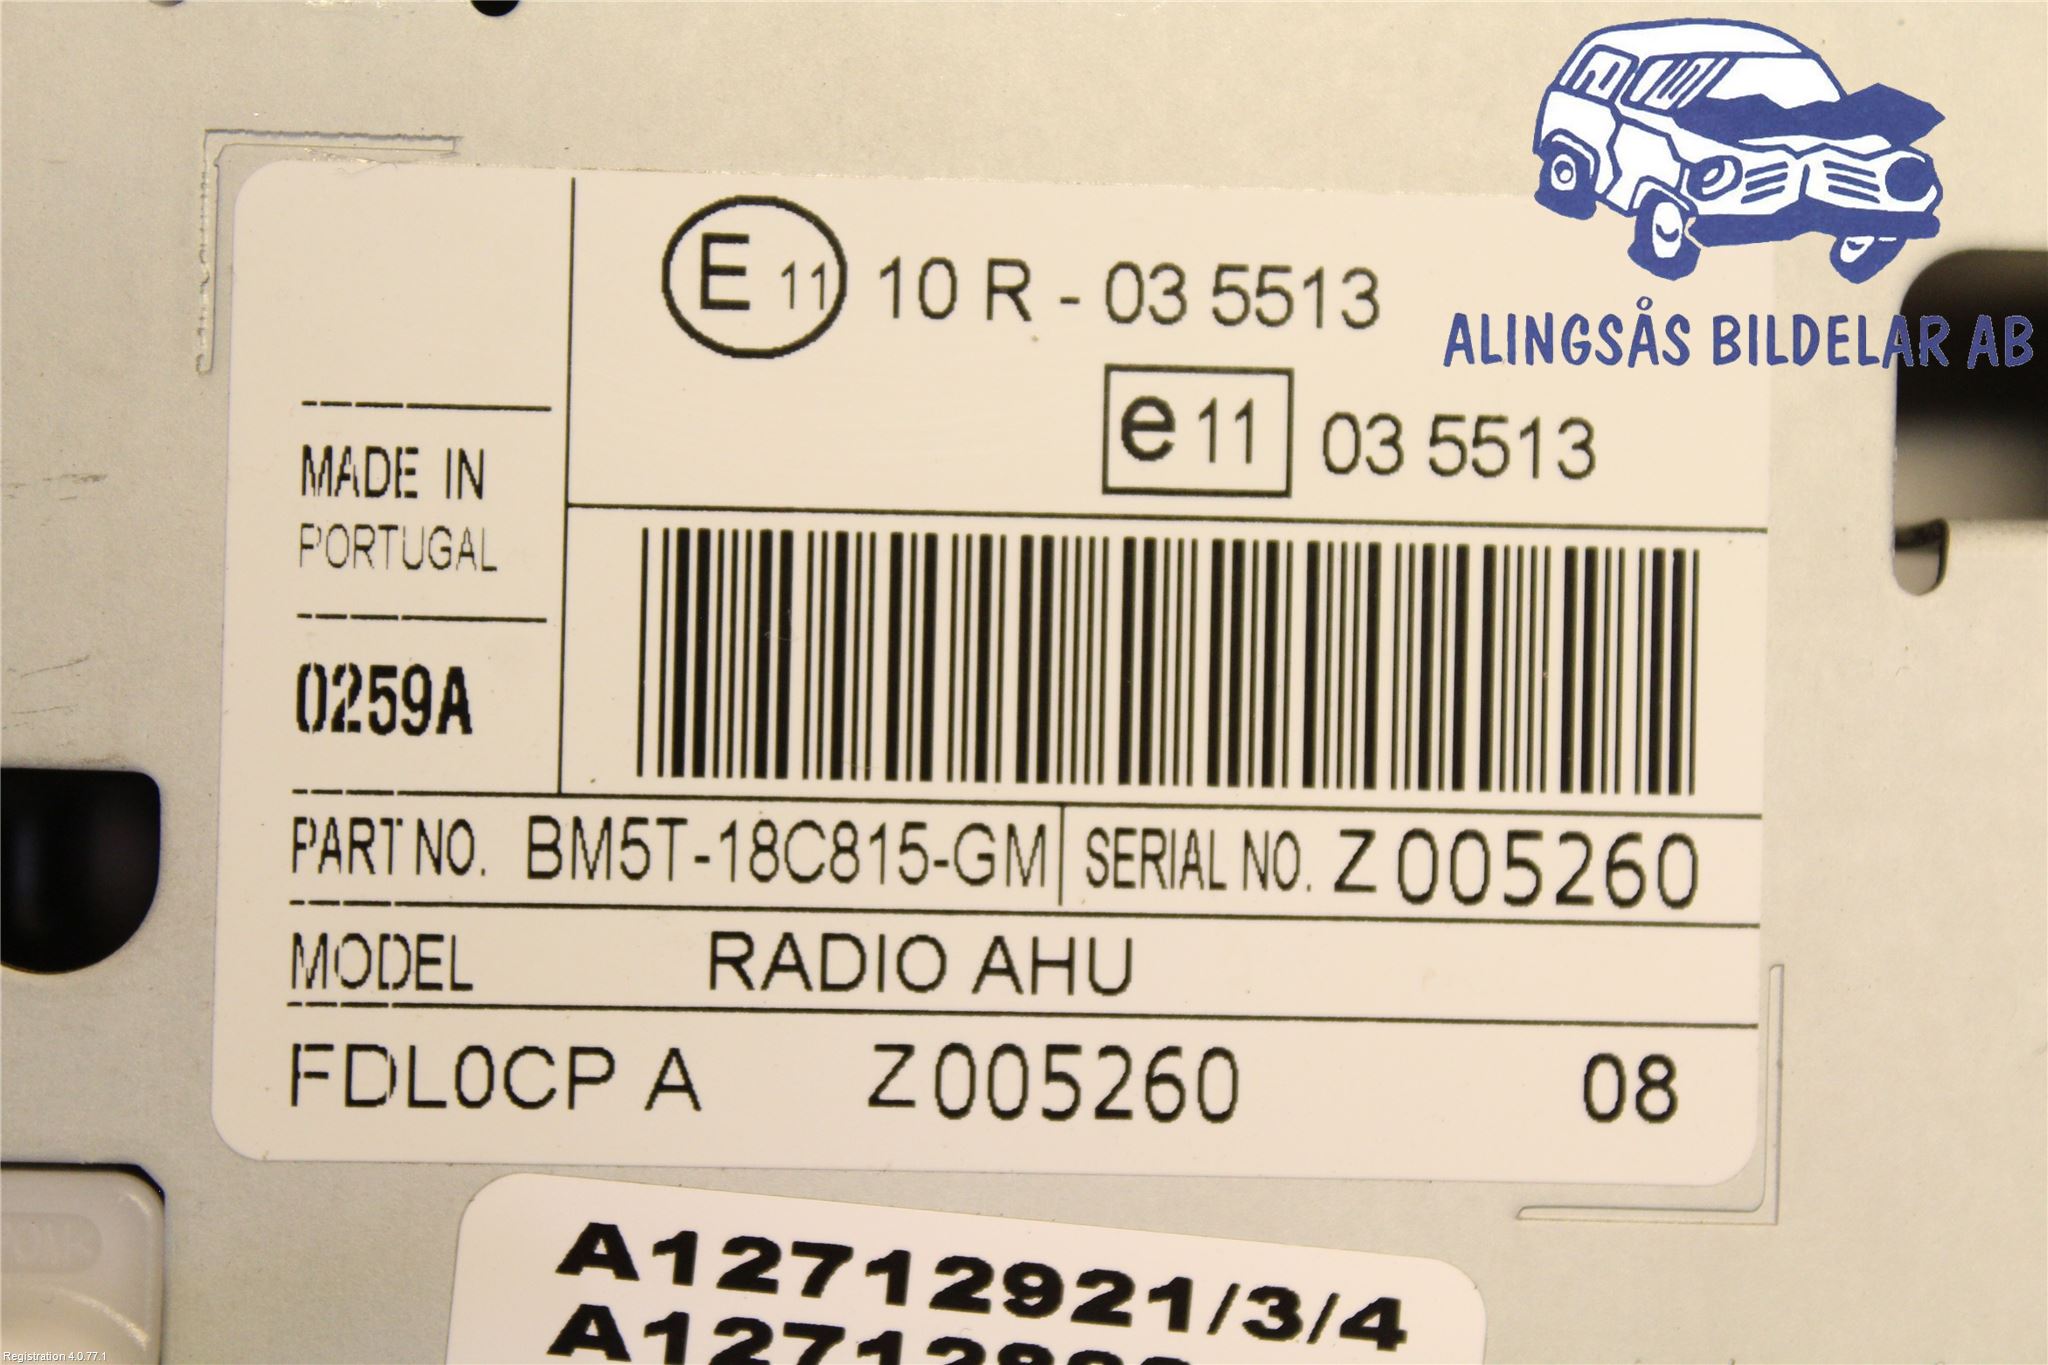 ALINGSÅS BILDELAR AB
E 11 10 R - 03 5513
e 11 03 5513
MADE IN
PORTUGAL
0259A
PART NO. BM5T-18C815-GM SERIAL NO. Z005260
MODEL RADIO AHU
FDL0CP A Z005260 08
A12712921/3/4
Registration 4.0.77.1